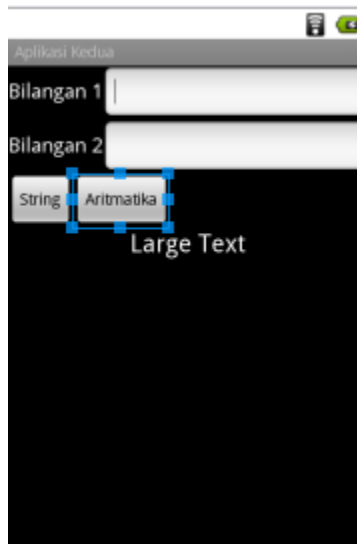 Aplikasi Kedua
Bilangan 1
Bilangan 2
String Aritmatika
Large Text